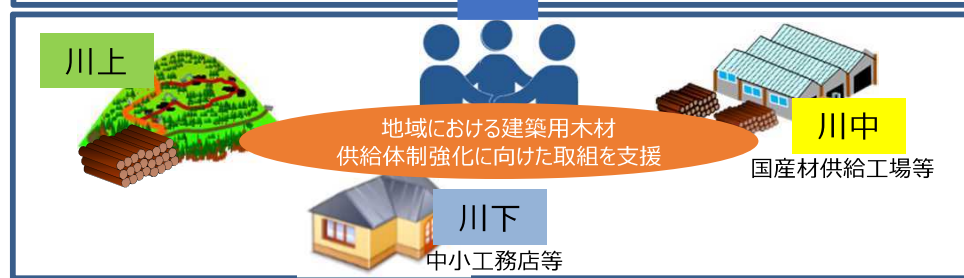 川上
地域における建築用木材
供給体制強化に向けた取組を支援
川中
国産材供給工場等
川下
中小工務店等